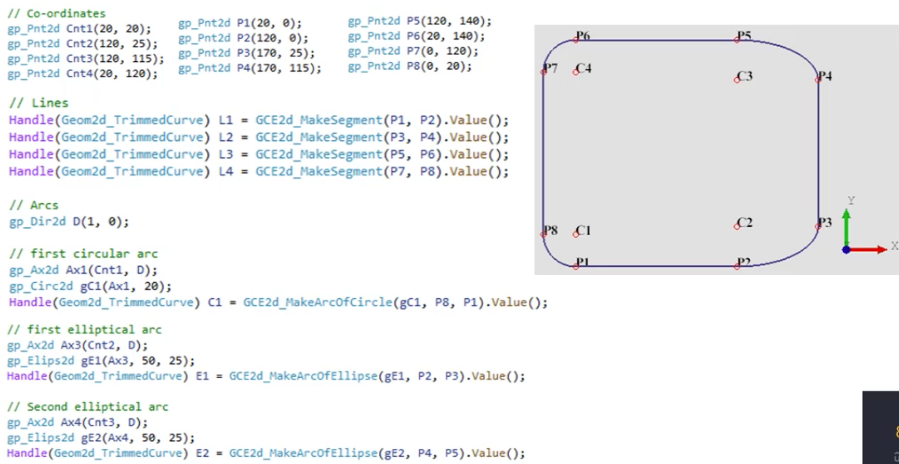 // Co-ordinates
gp_Pnt2d Cnt1(20, 20);
gp_Pnt2d Cnt2(120, 25);
gp_Pnt2d Cnt3(120, 115);
gp_Pnt2d Cnt4(20, 120);
gp_Pnt2d P1(20, 0);
gp_Pnt2d P2(120, 0);
gp_Pnt2d P3(170, 25);
gp_Pnt2d P4(170, 115);
gp_Pnt2d P5(120, 140);
gp_Pnt2d P6(20, 140);
gp_Pnt2d P7(0, 120);
gp_Pnt2d P8(0, 20);
// Lines
Handle(Geom2d_TrimmedCurve) L1 = GCE2d_MakeSegment(P1, P2).Value();
Handle(Geom2d_TrimmedCurve) L2 = GCE2d_MakeSegment(P3, P4).Value();
Handle(Geom2d_TrimmedCurve) L3 = GCE2d_MakeSegment(P5, P6).Value();
Handle(Geom2d_TrimmedCurve) L4 = GCE2d_MakeSegment(P7, P8).Value();
// Arcs
gp_Dir2d D(1, 0);
// first circular arc
gp_Ax2d Ax1(Cnt1, D);
gp_Circ2d gC1(Ax1, 20);
Handle(Geom2d_TrimmedCurve) C1 = GCE2d_MakeArcOfCircle(gC1, P8, P1).Value();
// first elliptical arc
gp_Ax2d Ax3(Cnt2, D);
gp_Elips2d gE1(Ax3, 50, 25);
Handle(Geom2d_TrimmedCurve) E1 = GCE2d_MakeArcOfEllipse(gE1, P2, P3).Value();
// Second elliptical arc
gp_Ax2d Ax4(Cnt3, D);
gp_Elips2d gE2(Ax4, 50, 25);
Handle(Geom2d_TrimmedCurve) E2 = GCE2d_MakeArcOfEllipse(gE2, P4, P5).Value();
P6 P5
P7 C4 C3 P4
P8 C1 C2 P3
P1 P2
Y
X